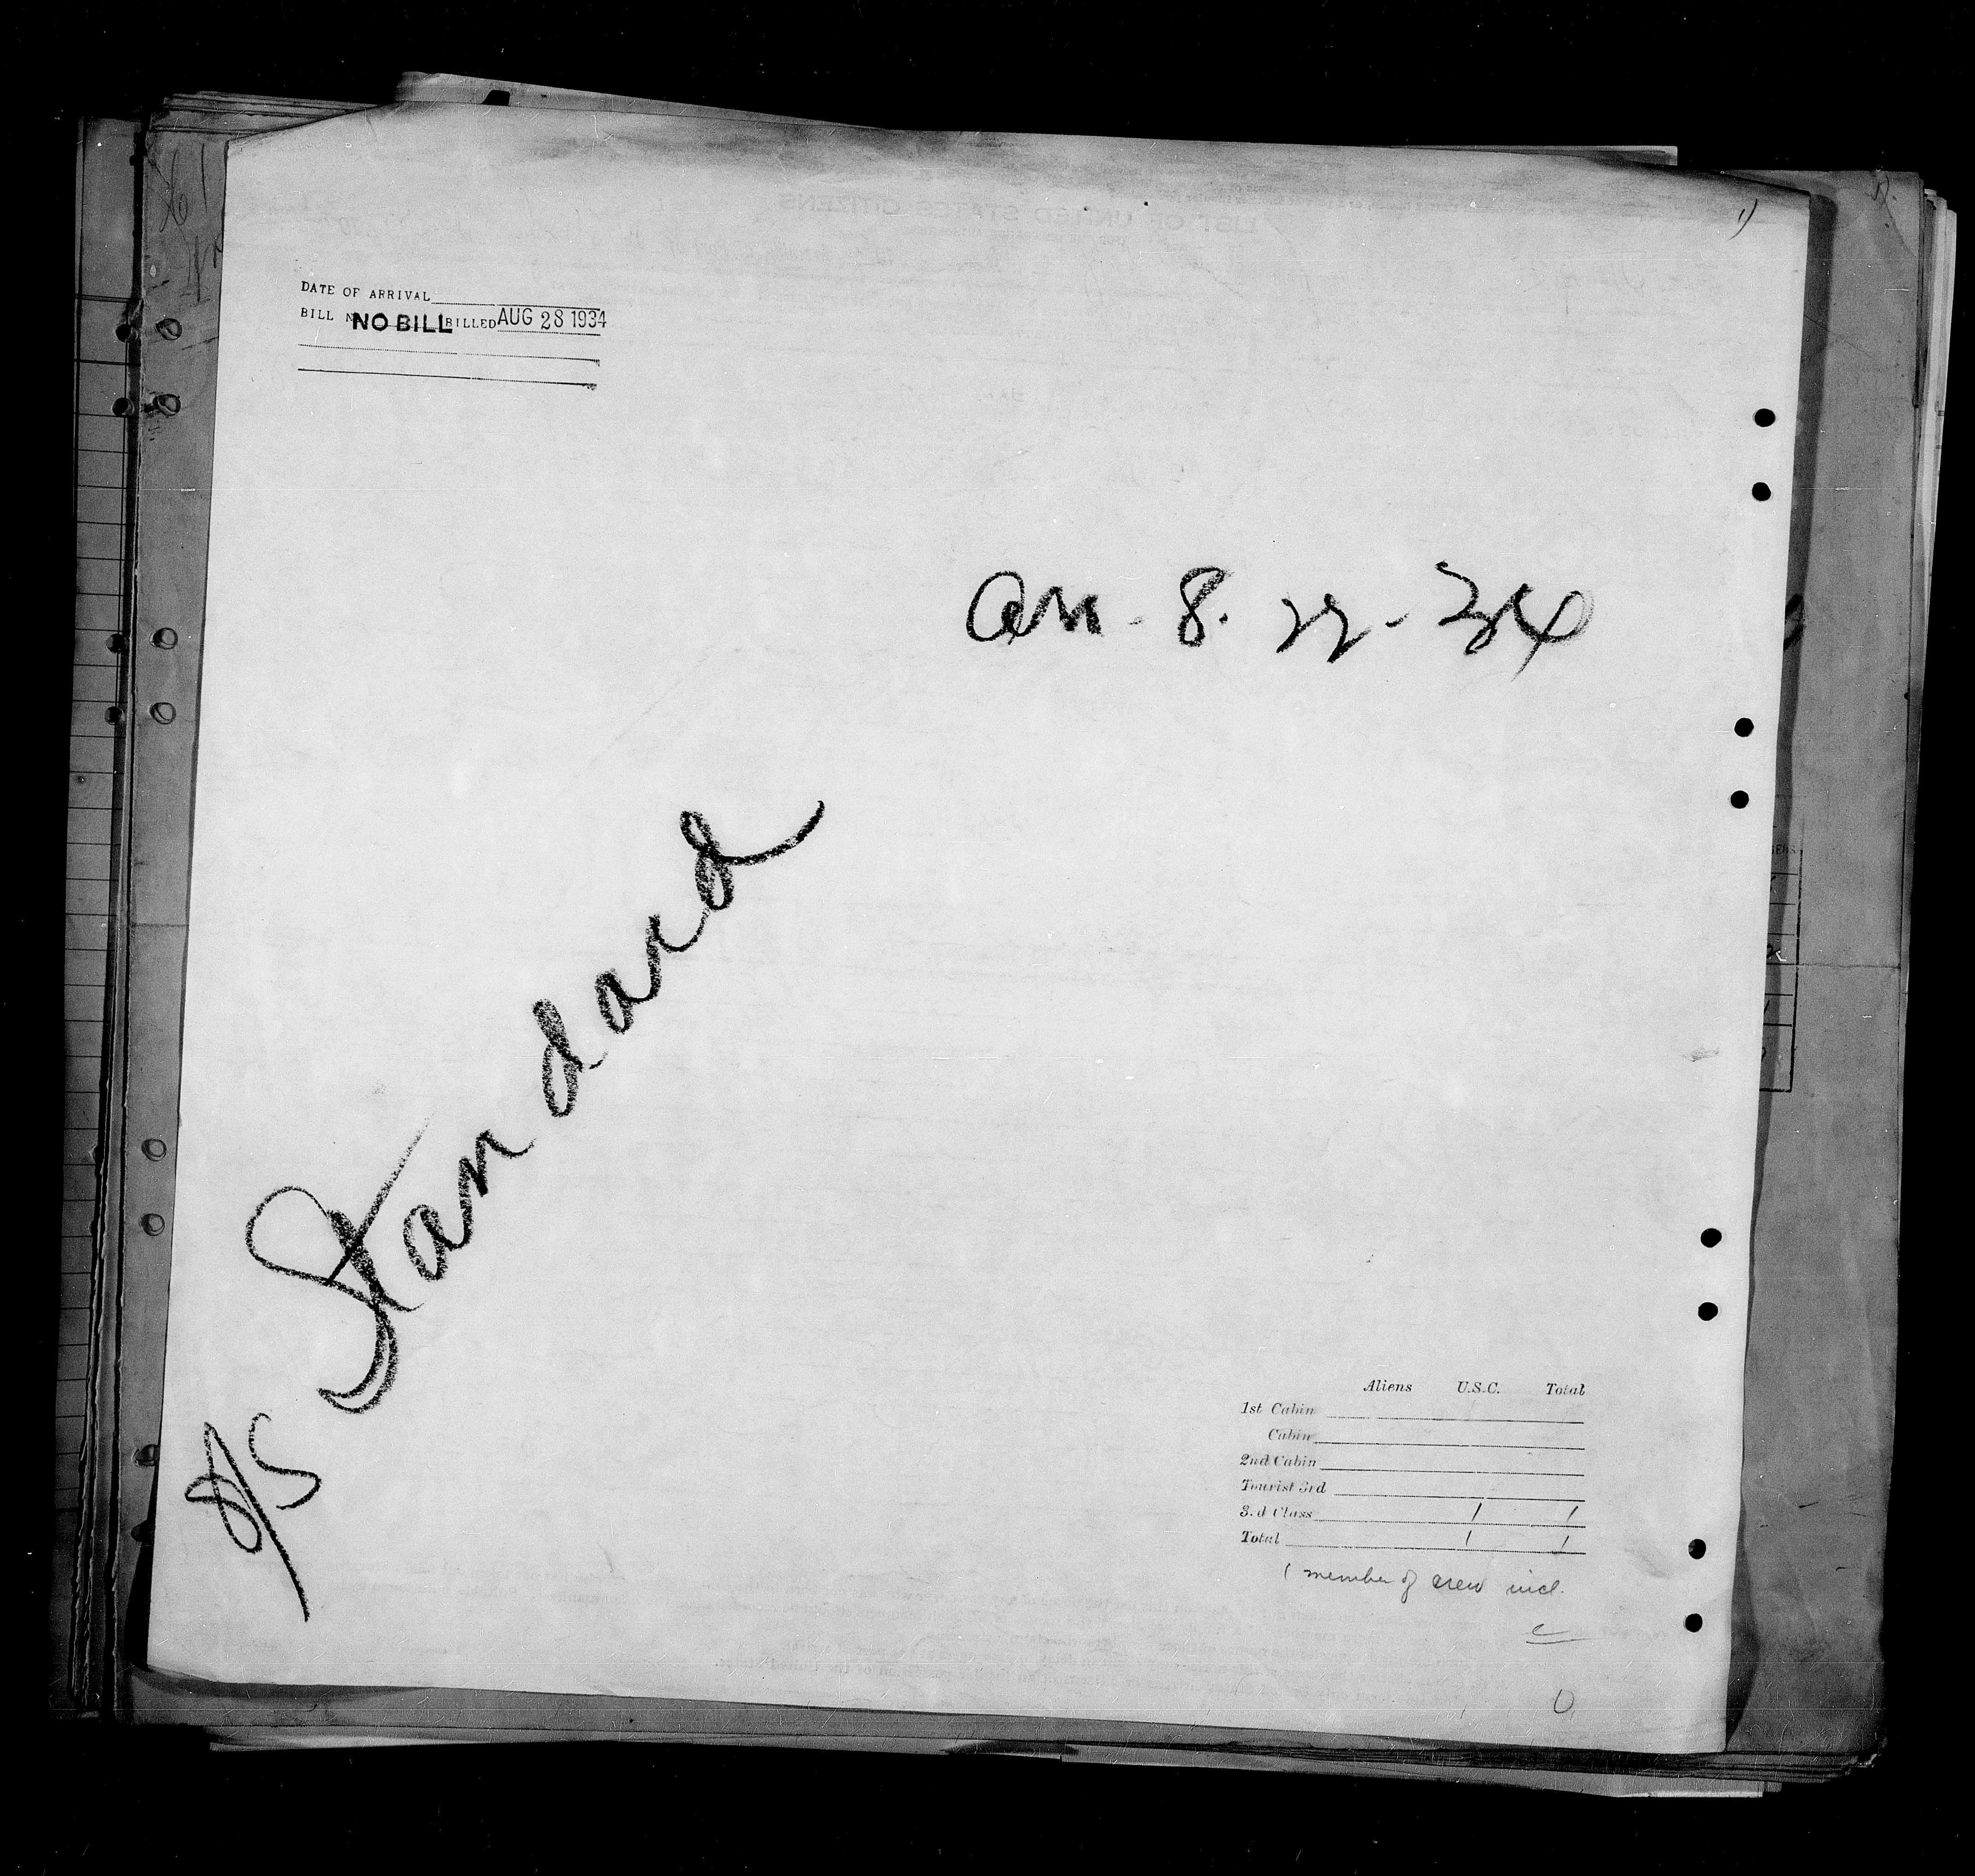 DATE OF ARRIVAL
BILL N NO BILL BILLED AUG 28 1934
Arr - 8. 22 - 34
S/S Standard
Aliens U.S.C. Total
1st Cabin
Cabin
2nd Cabin
Tourist 3rd
3.d Class 1 1
Total 1 1
1 member of crew incl.